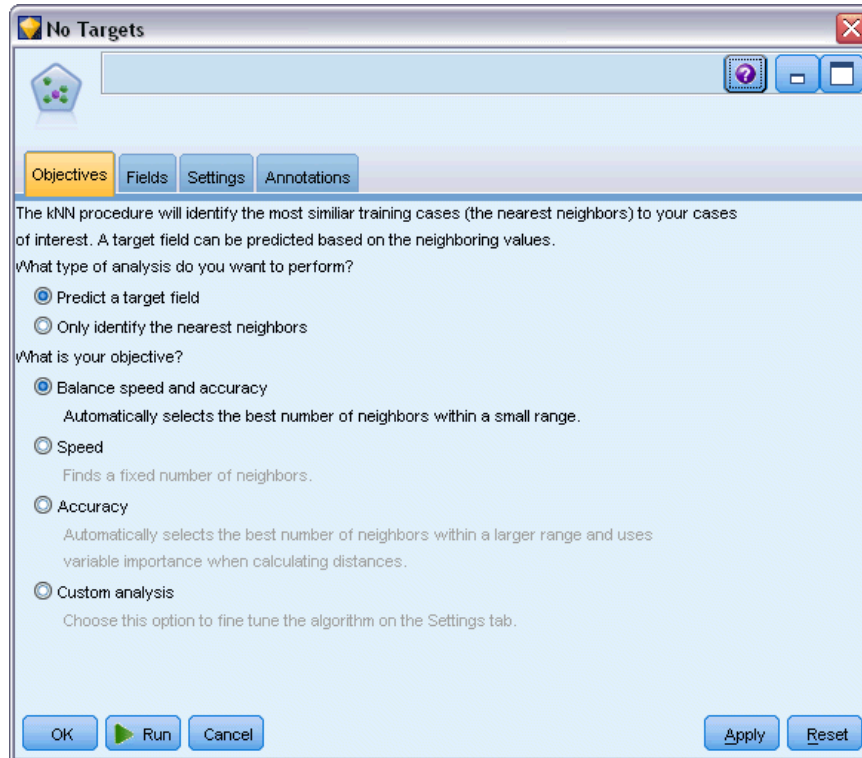 No Targets
Objectives
Fields
Settings
Annotations
The kNN procedure will identify the most similiar training cases (the nearest neighbors) to your cases
of interest. A target field can be predicted based on the neighboring values.
What type of analysis do you want to perform?
Predict a target field
Only identify the nearest neighbors
What is your objective?
Balance speed and accuracy
Automatically selects the best number of neighbors within a small range.
Speed
Finds a fixed number of neighbors.
Accuracy
Automatically selects the best number of neighbors within a larger range and uses
variable importance when calculating distances.
Custom analysis
Choose this option to fine tune the algorithm on the Settings tab.
OK
Run
Cancel
Apply
Reset